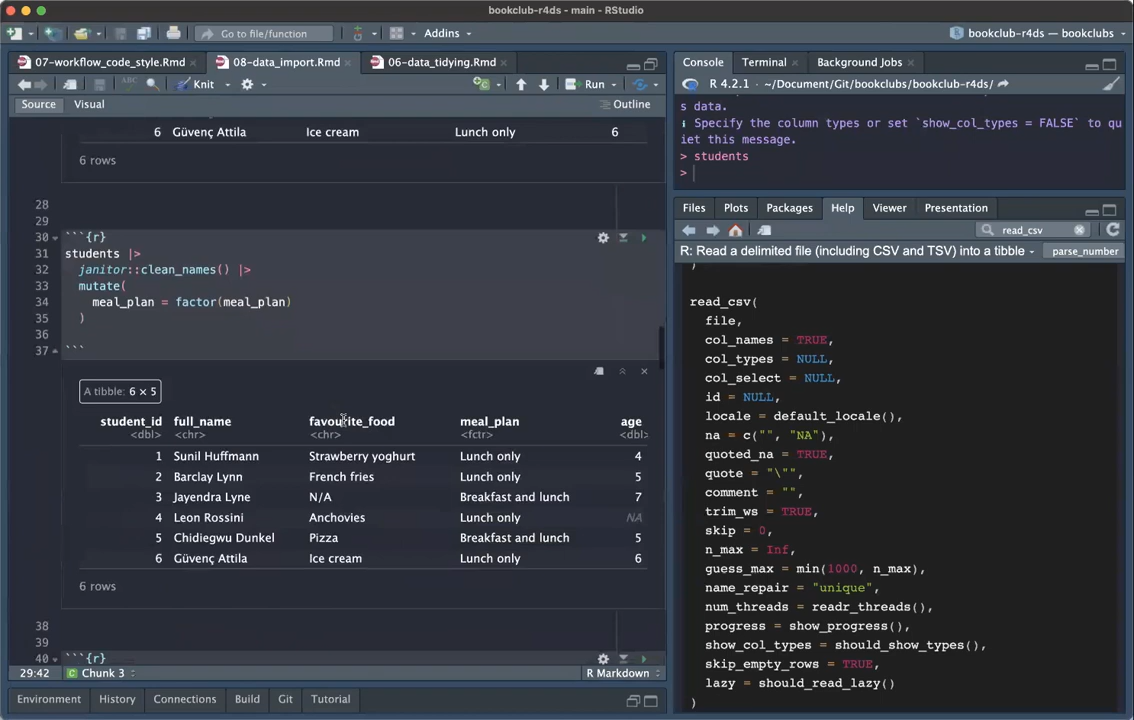 bookclub-r4ds - main - RStudio
Go to file/function
Addins
bookclub-r4ds — bookclubs
07-workflow_code_style.Rmd
08-data_import.Rmd
06-data_tidying.Rmd
Knit
Run
Source
Visual
Outline
6 Güvenç Attila Ice cream Lunch only 6
6 rows
28
29
30 ```{r}
31 students |>
32 janitor::clean_names() |>
33 mutate(
34 meal_plan = factor(meal_plan)
35 )
36
37 ```
A tibble: 6 × 5
student_id full_name favourite_food meal_plan age
<dbl> <chr> <chr> <fctr> <dbl>
1 Sunil Huffmann Strawberry yoghurt Lunch only 4
2 Barclay Lynn French fries Lunch only 5
3 Jayendra Lyne N/A Breakfast and lunch 7
4 Leon Rossini Anchovies Lunch only NA
5 Chidiegwu Dunkel Pizza Breakfast and lunch 5
6 Güvenç Attila Ice cream Lunch only 6
6 rows
38
39
40 ```{r}
29:42 Chunk 3 R Markdown
Environment History Connections Build Git Tutorial
Console Terminal Background Jobs
R 4.2.1 · ~/Document/Git/bookclubs/bookclub-r4ds/
s data.
ℹ Specify the column types or set `show_col_types = FALSE` to qu
iet this message.
> students
>
Files Plots Packages Help Viewer Presentation
read_csv
R: Read a delimited file (including CSV and TSV) into a tibble
parse_number
)
read_csv(
file,
col_names = TRUE,
col_types = NULL,
col_select = NULL,
id = NULL,
locale = default_locale(),
na = c("", "NA"),
quoted_na = TRUE,
quote = "\"",
comment = "",
trim_ws = TRUE,
skip = 0,
n_max = Inf,
guess_max = min(1000, n_max),
name_repair = "unique",
num_threads = readr_threads(),
progress = show_progress(),
show_col_types = should_show_types(),
skip_empty_rows = TRUE,
lazy = should_read_lazy()
)